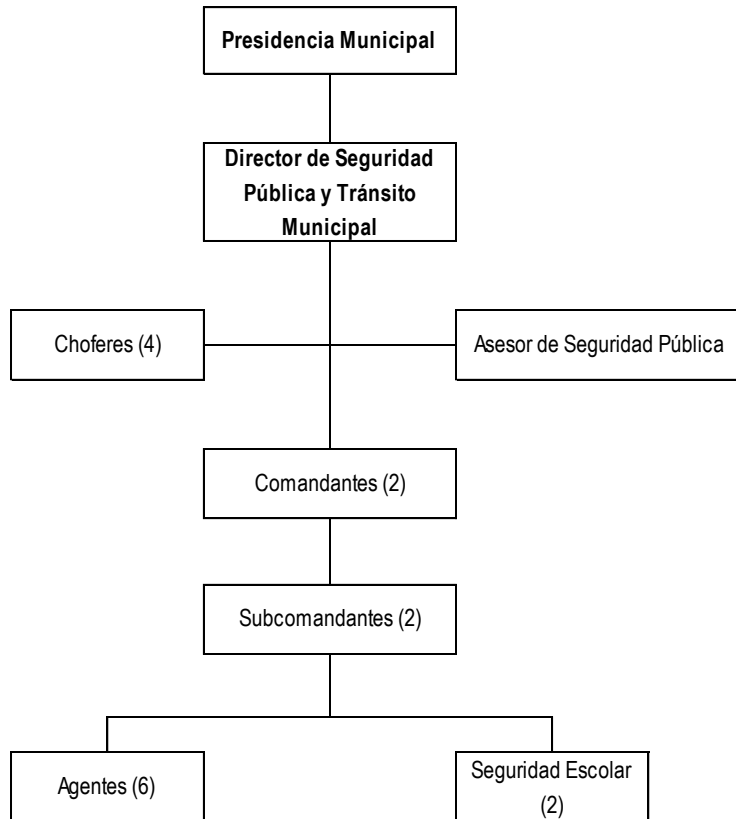 Presidencia Municipal
Director de Seguridad
Pública y Tránsito
Municipal
Choferes (4)
Asesor de Seguridad Pública
Comandantes (2)
Subcomandantes (2)
Agentes (6)
Seguridad Escolar
(2)